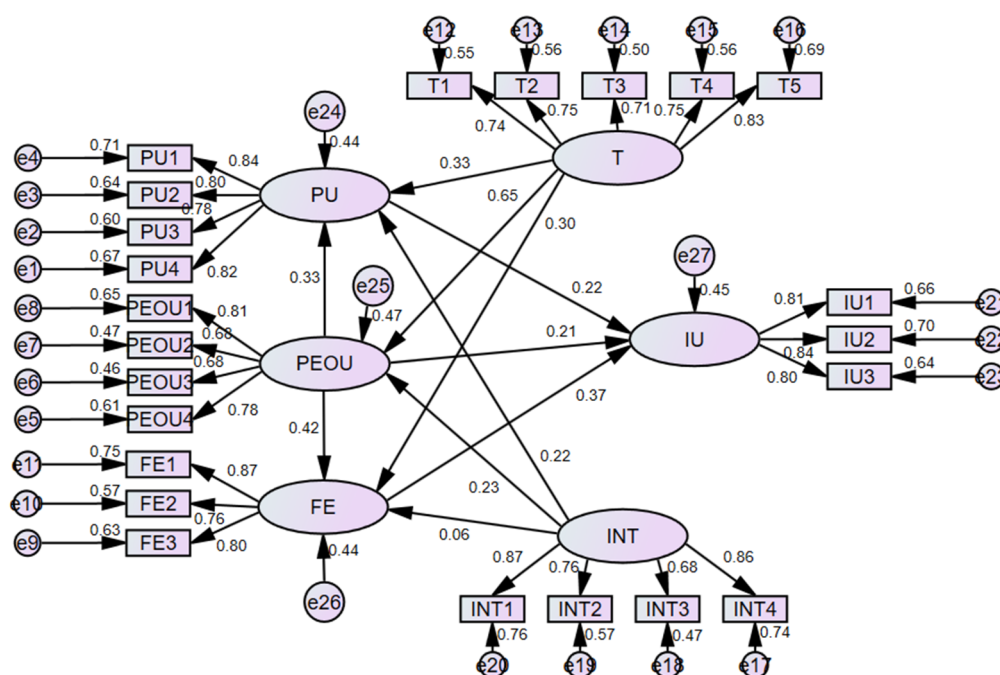 e12 e13 e14 e15 e16
0.55 0.56 0.50 0.56 0.69
T1 T2 T3 T4 T5
0.74 0.75 0.71 0.75 0.83
T
e24
0.44
e4 0.71 PU1 0.84
e3 0.64 PU2 0.80
e2 0.60 PU3 0.78
e1 0.67 PU4 0.82
PU
0.33
0.65
0.30
e8 0.65 PEOU1 0.81
e7 0.47 PEOU2 0.68
e6 0.46 PEOU3 0.68
e5 0.61 PEOU4 0.78
0.33
e25
0.47
PEOU
0.22
0.21
0.37
e27
0.45
IU
0.81 IU1 0.66 e2
0.84 IU2 0.70 e22
0.80 IU3 0.64 e23
0.42
e11 0.75 FE1 0.87
e10 0.57 FE2 0.76
e9 0.63 FE3 0.80
FE
0.44
e26
0.22
0.23
0.06
INT
0.87 0.76 0.68 0.86
INT1 INT2 INT3 INT4
0.76 0.57 0.47 0.74
e20 e19 e18 e17